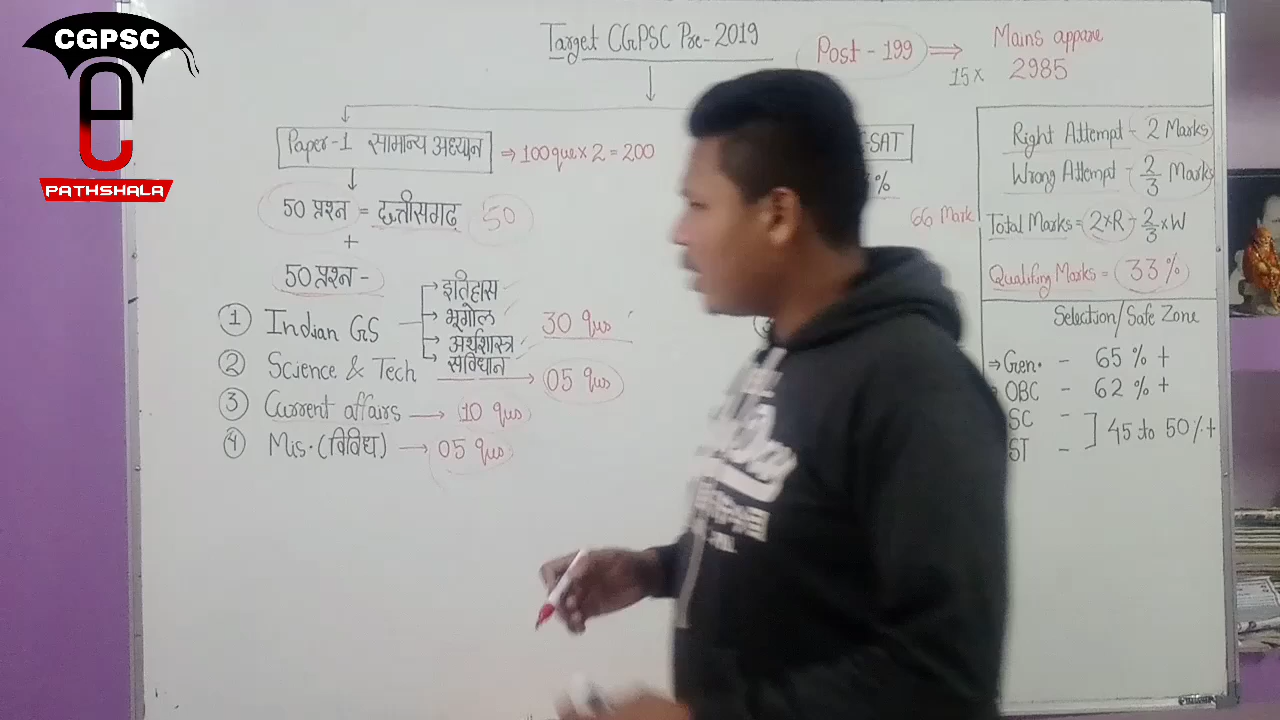 CGPSC
e
PATHSHALA
Target CGPSC Pre-2019
Post - 199 ⇒ Mains appare
15x 2985
Paper-1 सामान्य अध्यान ⇒ 100 que x 2 = 200
50 प्रश्न = छत्तीसगढ़ 50
+
50 प्रश्न -
① Indian GS
इतिहास
भूगोल
अर्थशास्त्र
संविधान
30 qus
② Science & Tech → 05 qus
③ Current affairs → 10 qus
④ Mis. (विविध) → 05 qus
-SAT
%
66 Mark
Right Attempt - 2 Marks
Wrong Attempt - 2/3 Marks
Total Marks = 2xR - 2/3 x W
Qualifing Marks = 33%
Selection/Safe Zone
→ Gen. - 65 % +
OBC - 62 % +
SC -
ST -
] 45 to 50 % +